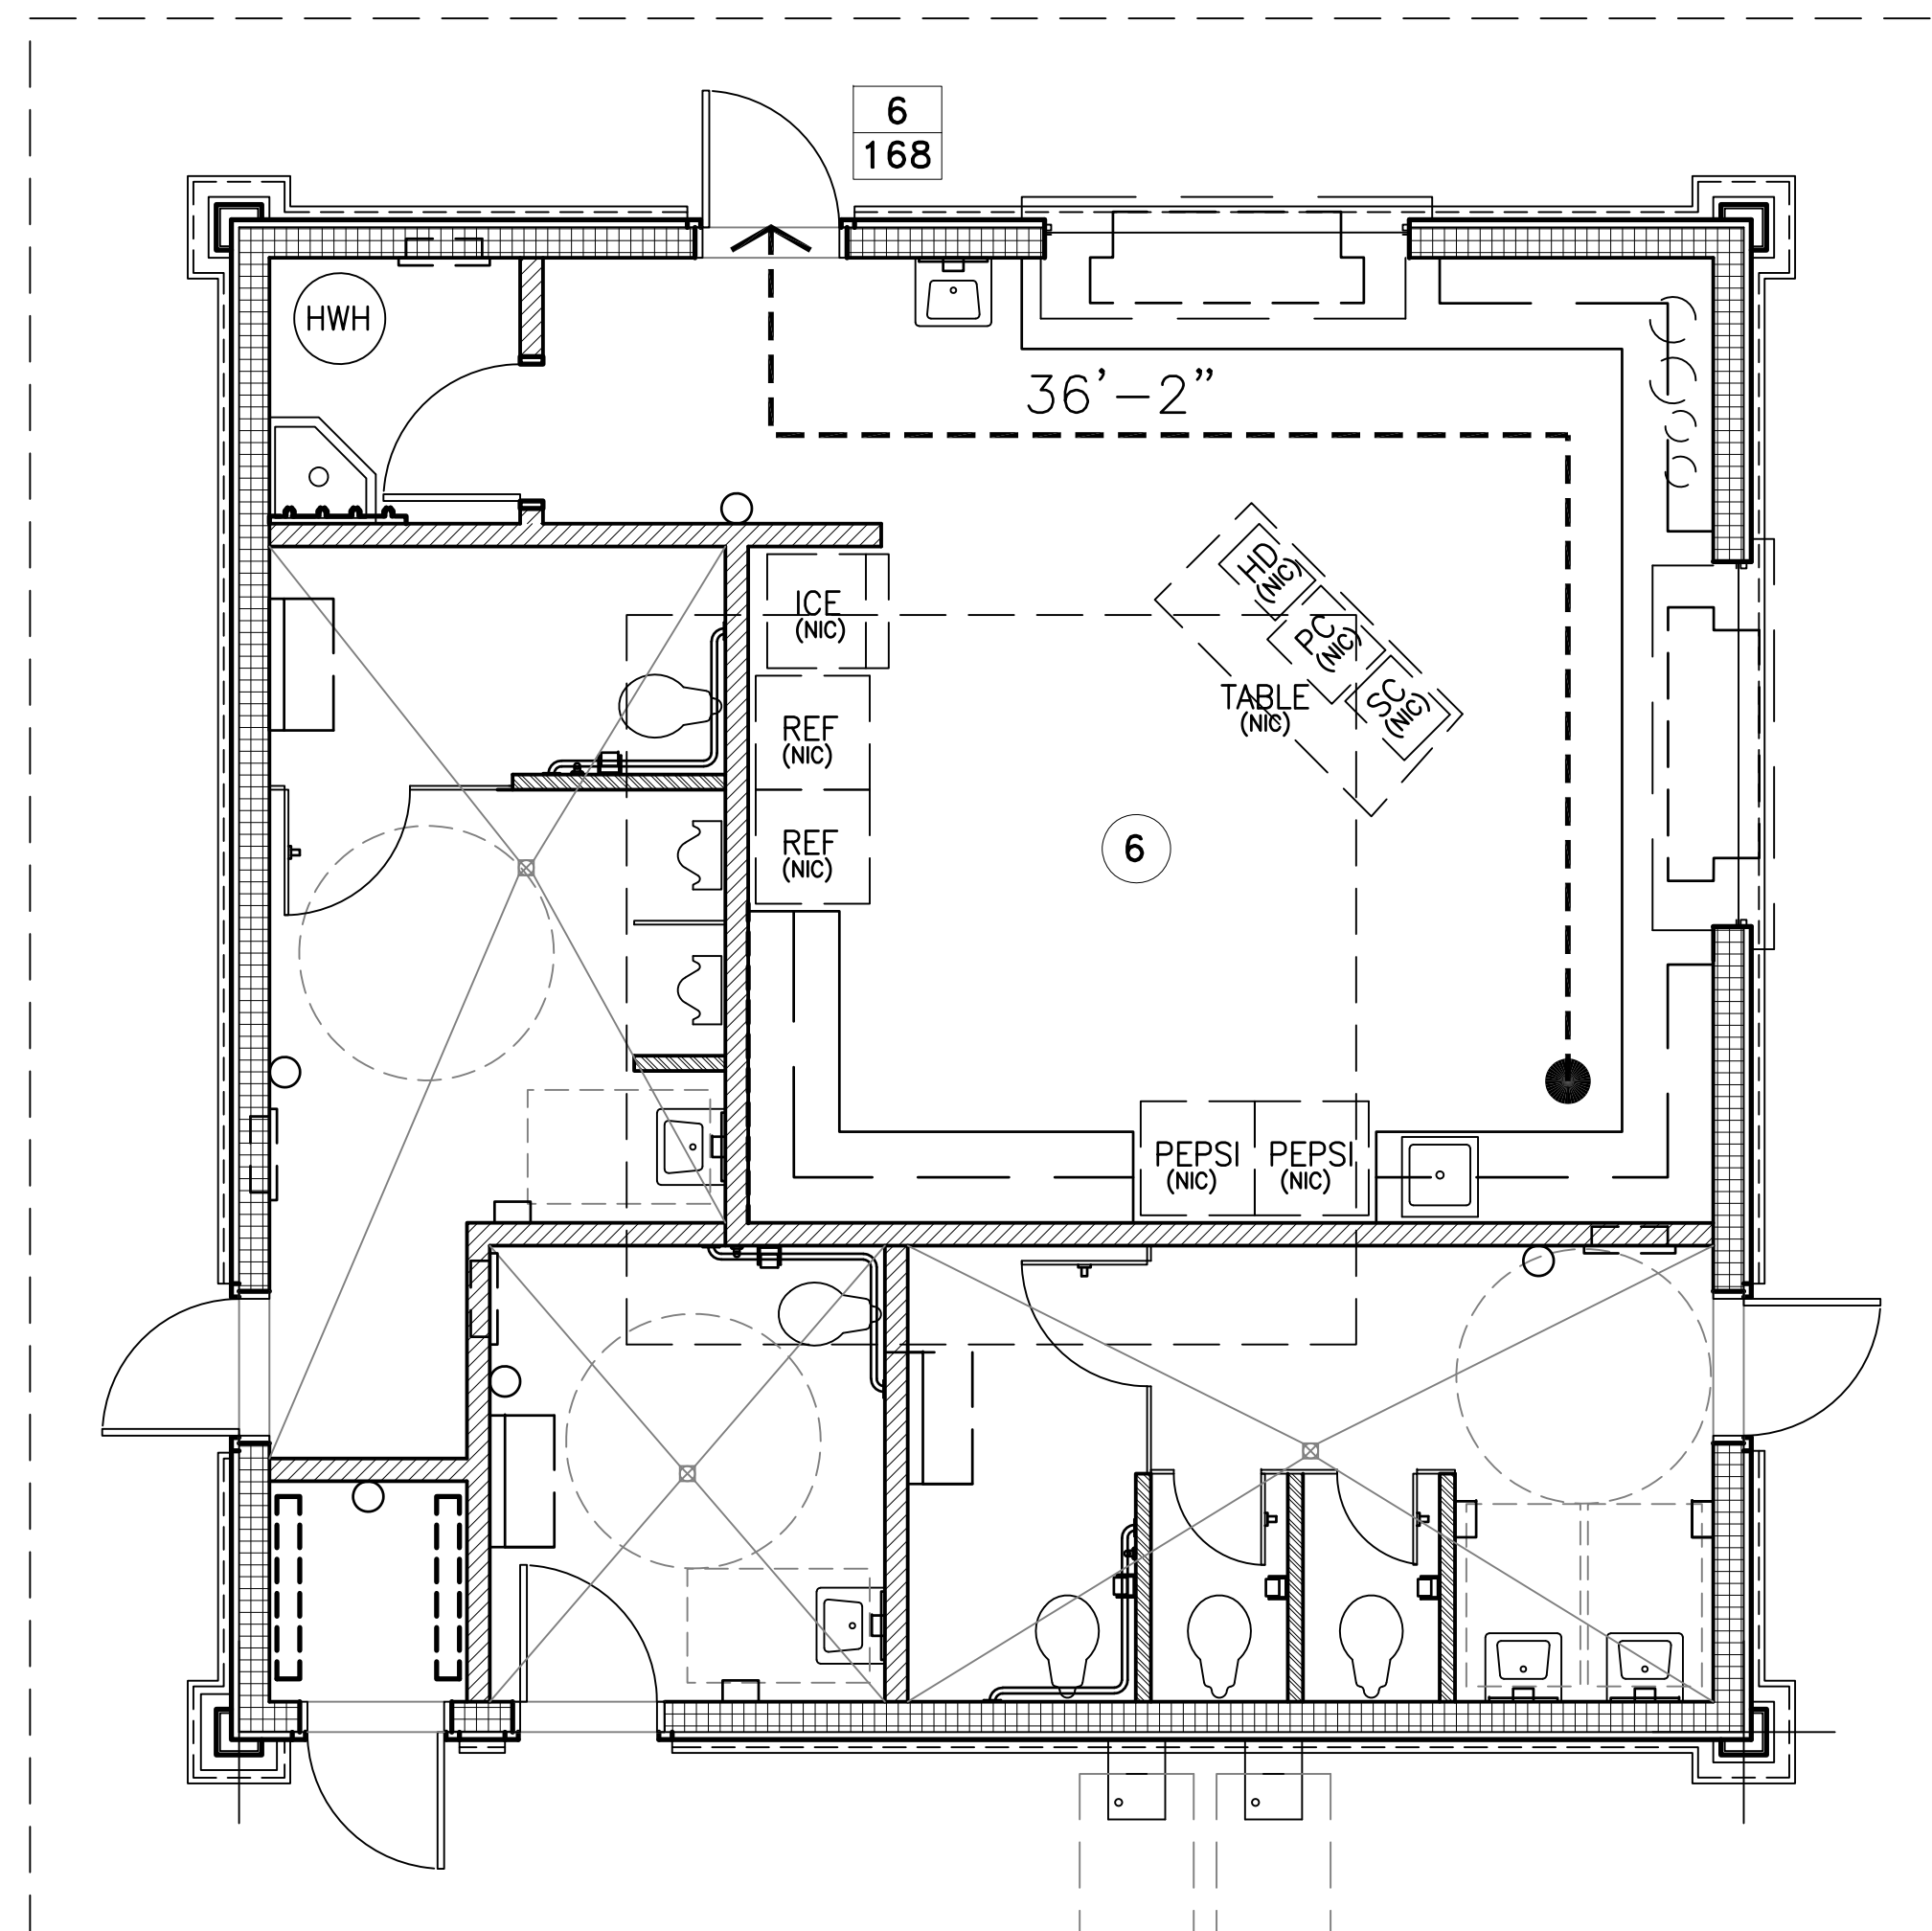 6
168
HWH
36’-2”
ICE
(NIC)
HD
(NIC)
PC
(NIC)
SC
(NIC)
TABLE
(NIC)
REF
(NIC)
REF
(NIC)
6
PEPSI
(NIC)
PEPSI
(NIC)